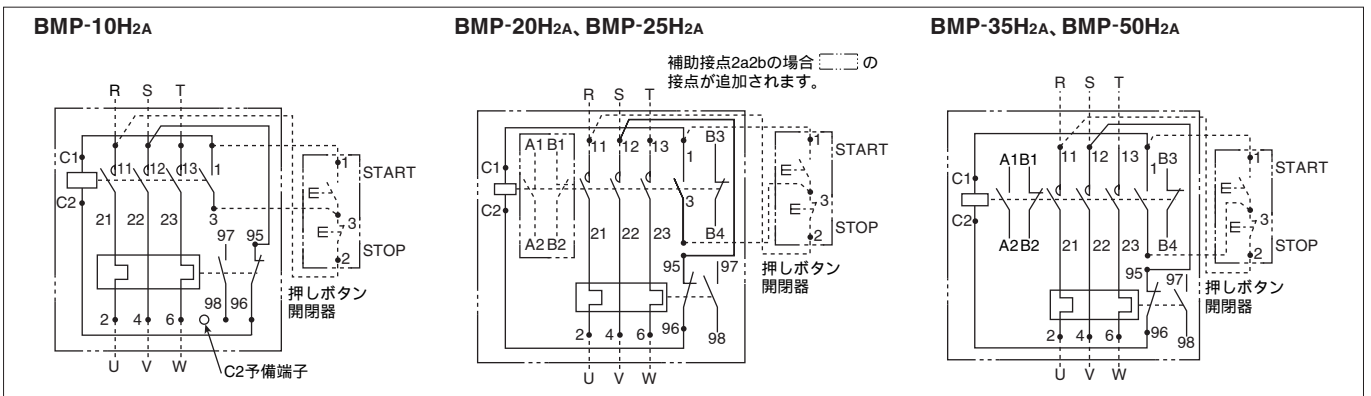 BMP-10H2A
R S T
C1
11 12 13 1
C2
21 22 23 3
97 95
98 96
2 4 6
U V W
C2予備端子
1
START
3
STOP
2
押しボタン
開閉器
BMP-20H2A、BMP-25H2A
補助接点2a2bの場合 の
接点が追加されます。
R S T
C1
A1 B1 11 12 13 1 B3
C2
3
A2 B2 21 22 23 B4
95 97
96 98
2 4 6
U V W
1
START
3
STOP
2
押しボタン
開閉器
BMP-35H2A、BMP-50H2A
R S T
C1
A1 B1 11 12 13 1 B3
C2
A2 B2 21 22 23 B4
95 97
96 98
2 4 6
U V W
1
START
3
STOP
2
押しボタン
開閉器